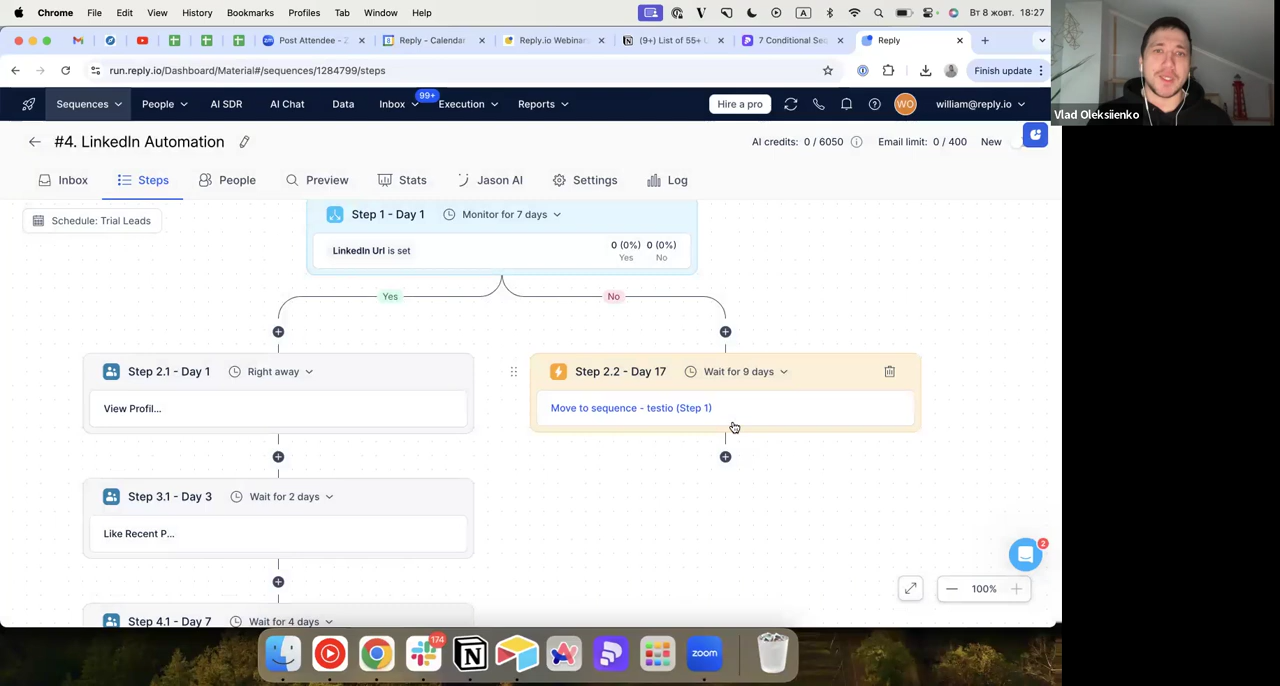 Chrome File Edit View History Bookmarks Profiles Tab Window Help A Вт 8 жовт. 18:27
Post Attendee - Z Reply - Calendar Reply.io Webinar (9+) List of 55+ 7 Conditional Seq Reply
run.reply.io/Dashboard/Material#/sequences/1284799/steps Finish update
Vlad Oleksiienko
Sequences People AI SDR AI Chat Data Inbox 99+ Execution Reports Hire a pro WO william@reply.io
#4. LinkedIn Automation AI credits: 0 / 6050 Email limit: 0 / 400 New
Inbox Steps People Preview Stats Jason AI Settings Log
Schedule: Trial Leads
Step 1 - Day 1 Monitor for 7 days
LinkedIn Url is set 0 (0%) 0 (0%)
Yes No
Yes No
Step 2.1 - Day 1 Right away
View Profil...
Step 2.2 - Day 17 Wait for 9 days
Move to sequence - testio (Step 1)
Step 3.1 - Day 3 Wait for 2 days
Like Recent P...
Step 4.1 - Day 7 Wait for 4 days
2
100%
174
zoom